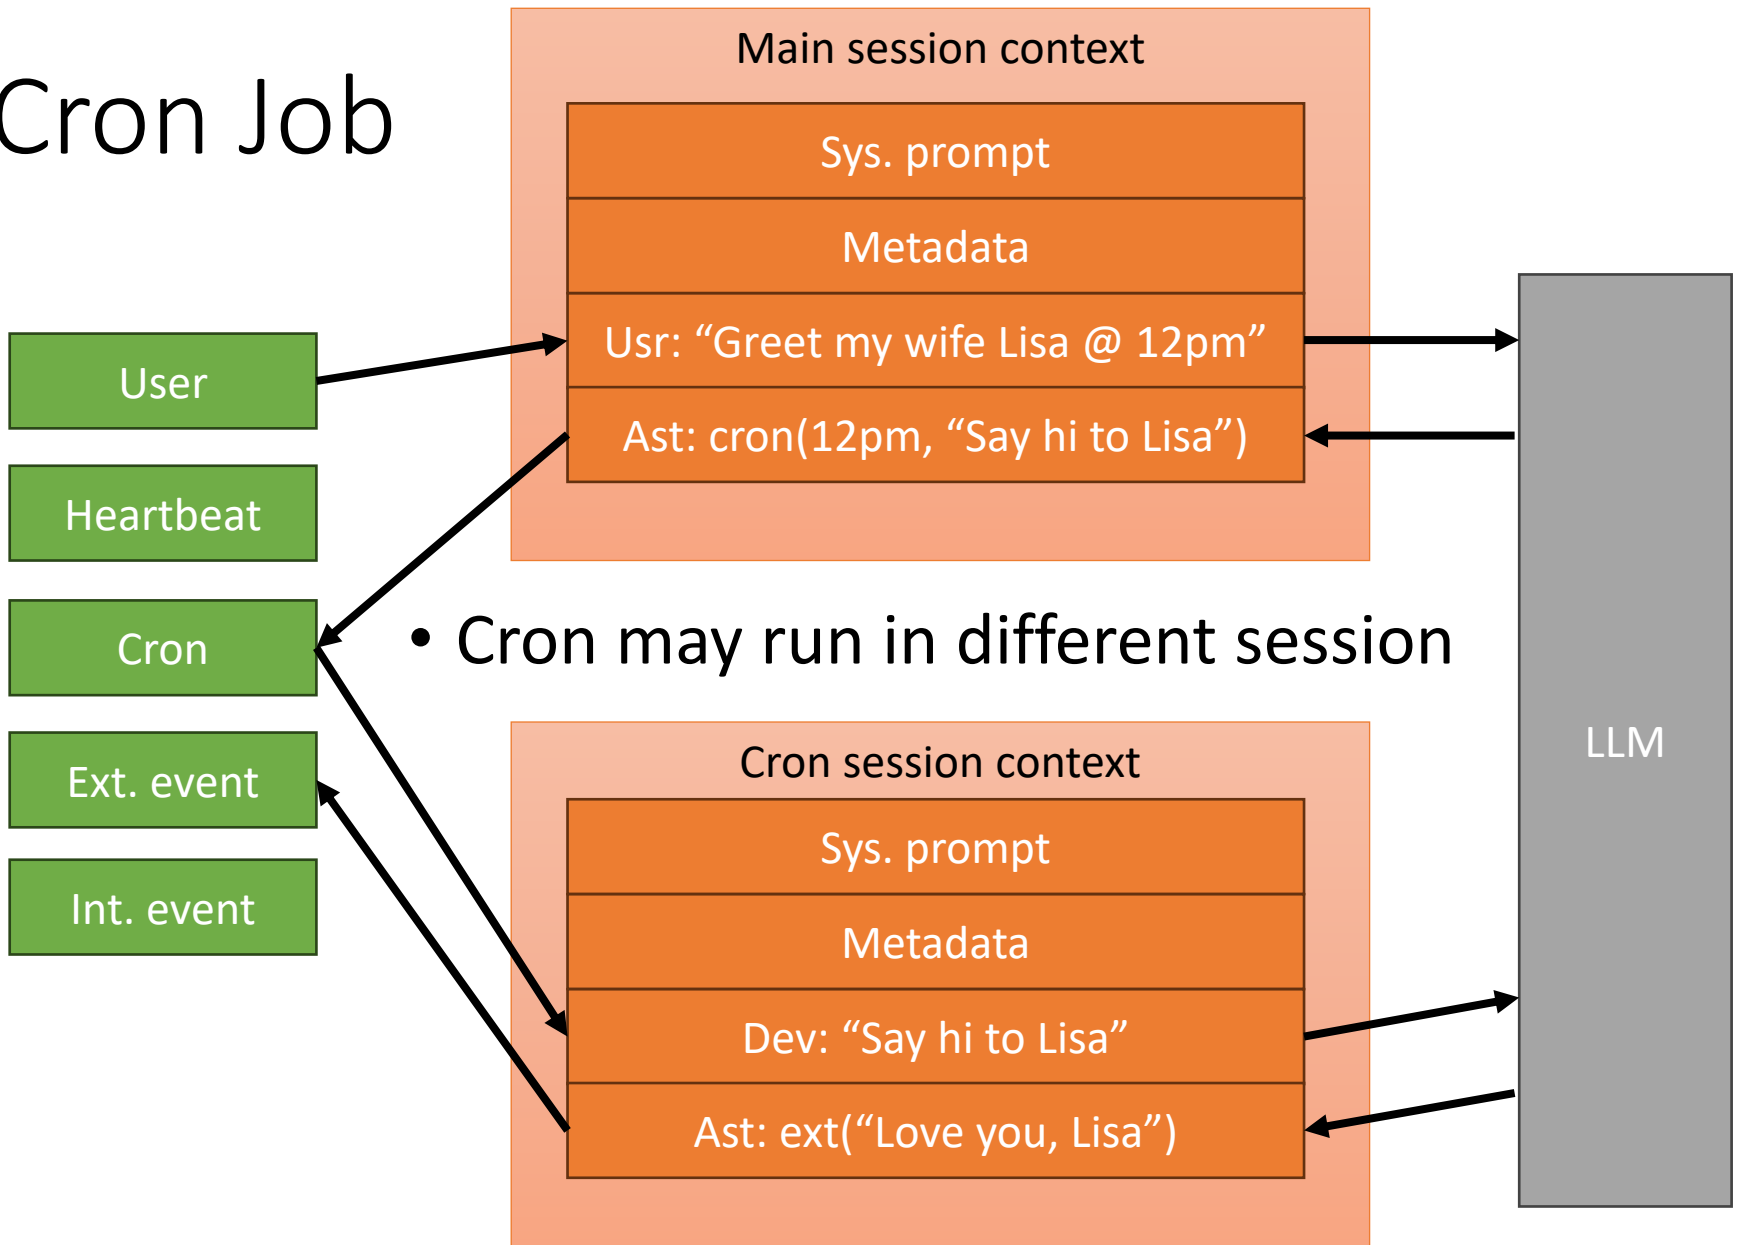 Cron Job
Main session context
Sys. prompt
Metadata
Usr: “Greet my wife Lisa @ 12pm”
Ast: cron(12pm, “Say hi to Lisa”)
User
Heartbeat
Cron
Ext. event
Int. event
• Cron may run in different session
Cron session context
Sys. prompt
Metadata
Dev: “Say hi to Lisa”
Ast: ext(“Love you, Lisa”)
LLM